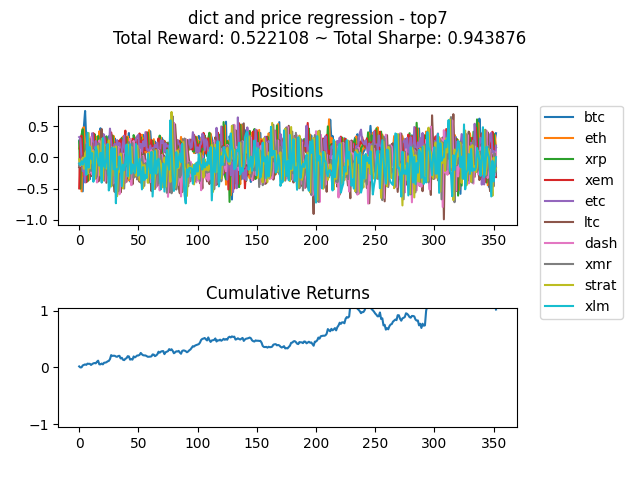 dict and price regression - top7
Total Reward: 0.522108 ~ Total Sharpe: 0.943876
Positions
0.5
0.0
−0.5
−1.0
0 50 100 150 200 250 300 350
btc
eth
xrp
xem
etc
ltc
dash
xmr
strat
xlm
Cumulative Returns
1
0
−1
0 50 100 150 200 250 300 350